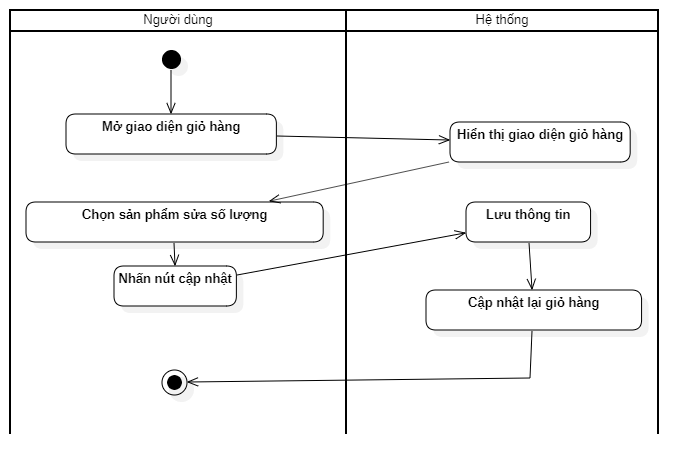 Người dùng
Hệ thống
Mở giao diện giỏ hàng
Hiển thị giao diện giỏ hàng
Chọn sản phẩm sửa số lượng
Lưu thông tin
Nhấn nút cập nhật
Cập nhật lại giỏ hàng